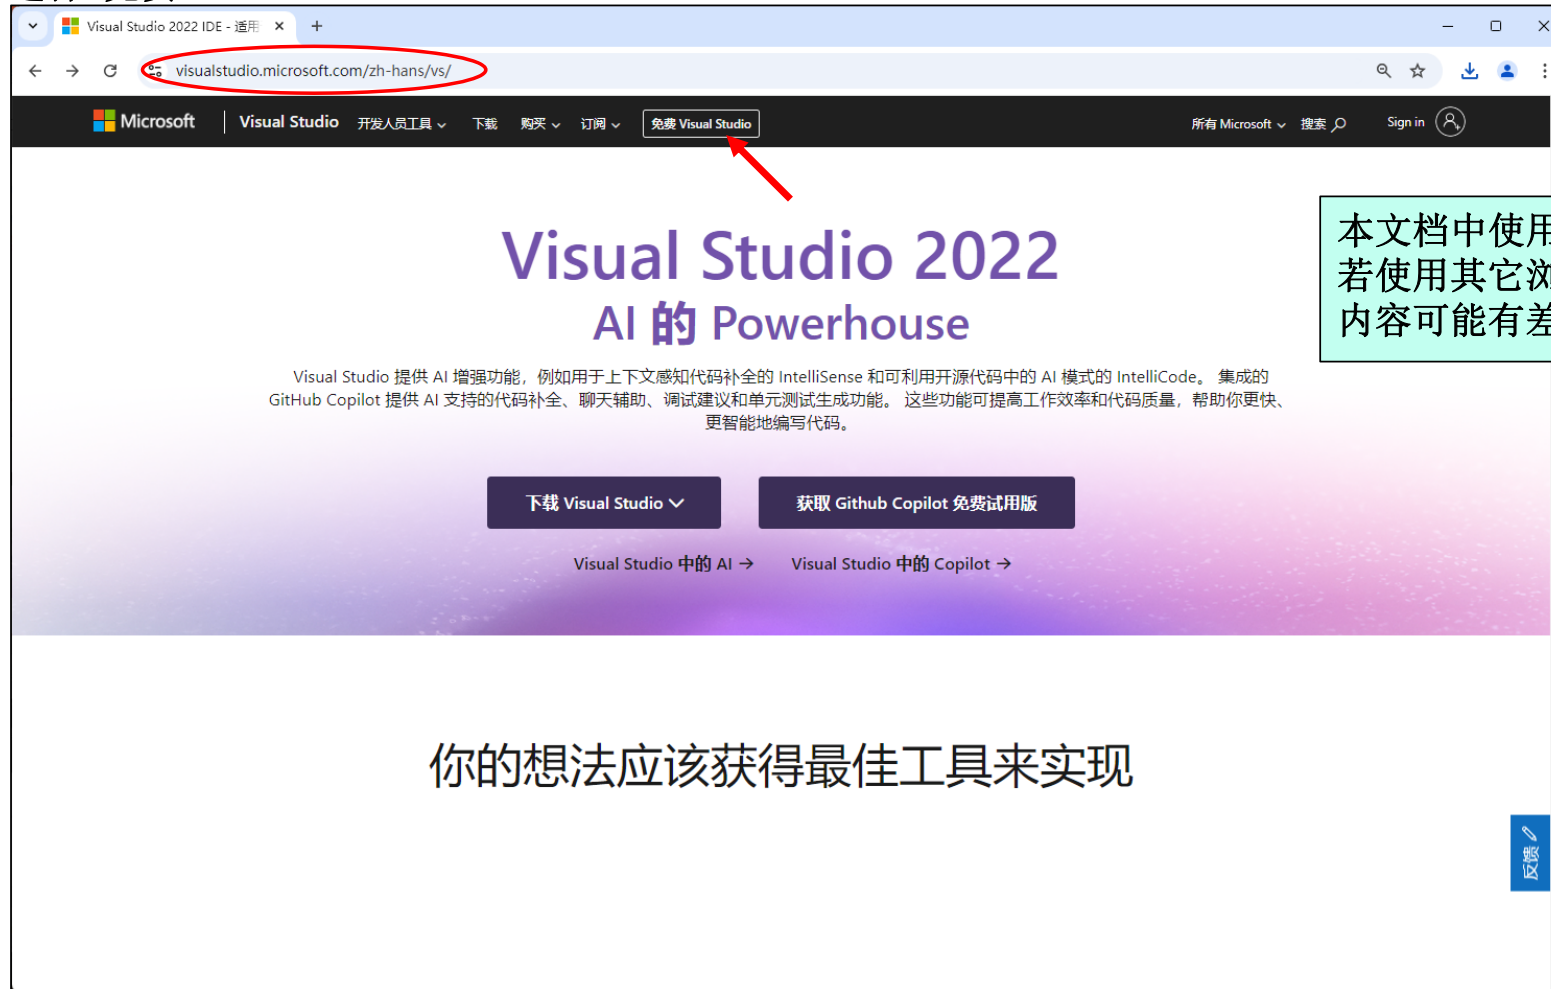 Visual Studio 2022 IDE - 适用
visualstudio.microsoft.com/zh-hans/vs/
Microsoft Visual Studio 开发人员工具 下载 购买 订阅 免费 Visual Studio 所有 Microsoft 搜索 Sign in
本文档中使用
若使用其它浏
内容可能有差
Visual Studio 2022
AI 的 Powerhouse
Visual Studio 提供 AI 增强功能，例如用于上下文感知代码补全的 IntelliSense 和可利用开源代码中的 AI 模式的 IntelliCode。 集成的
GitHub Copilot 提供 AI 支持的代码补全、聊天辅助、调试建议和单元测试生成功能。 这些功能可提高工作效率和代码质量，帮助你更快、
更智能地编写代码。
下载 Visual Studio 获取 Github Copilot 免费试用版
Visual Studio 中的 AI → Visual Studio 中的 Copilot →
你的想法应该获得最佳工具来实现
反馈